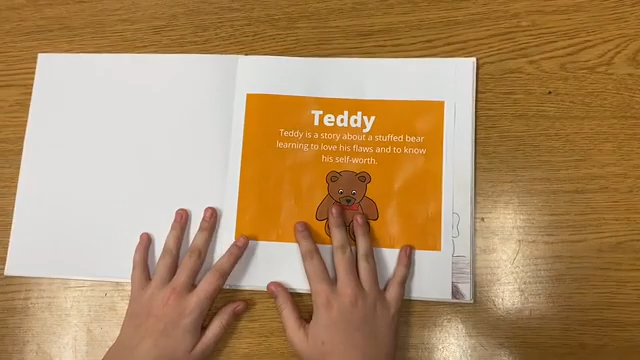 Teddy
Teddy is a story about a stuffed bear
learning to love his flaws and to know
his self-worth.